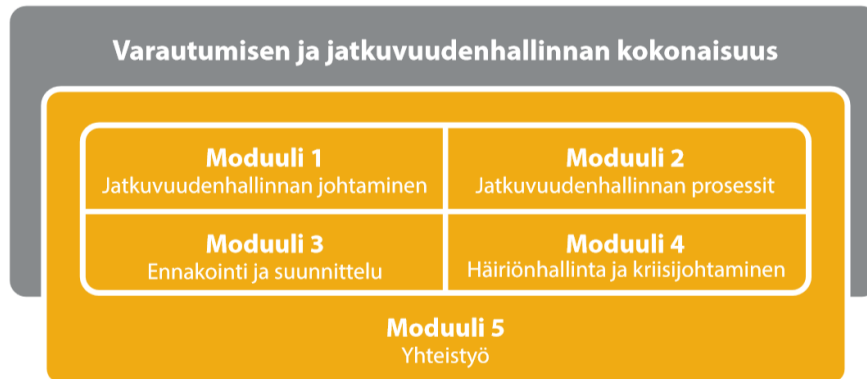 Varautumisen ja jatkuvuudenhallinnan kokonaisuus
Moduuli 1
Jatkuvuudenhallinnan johtaminen
Moduuli 2
Jatkuvuudenhallinnan prosessit
Moduuli 3
Ennakointi ja suunnittelu
Moduuli 4
Häiriönhallinta ja kriisijohtaminen
Moduuli 5
Yhteistyö